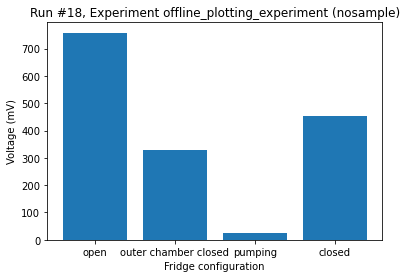 Run #18, Experiment offline_plotting_experiment (nosample)
Voltage (mV)
700
600
500
400
300
200
100
0
open outer chamber closed pumping closed
Fridge configuration